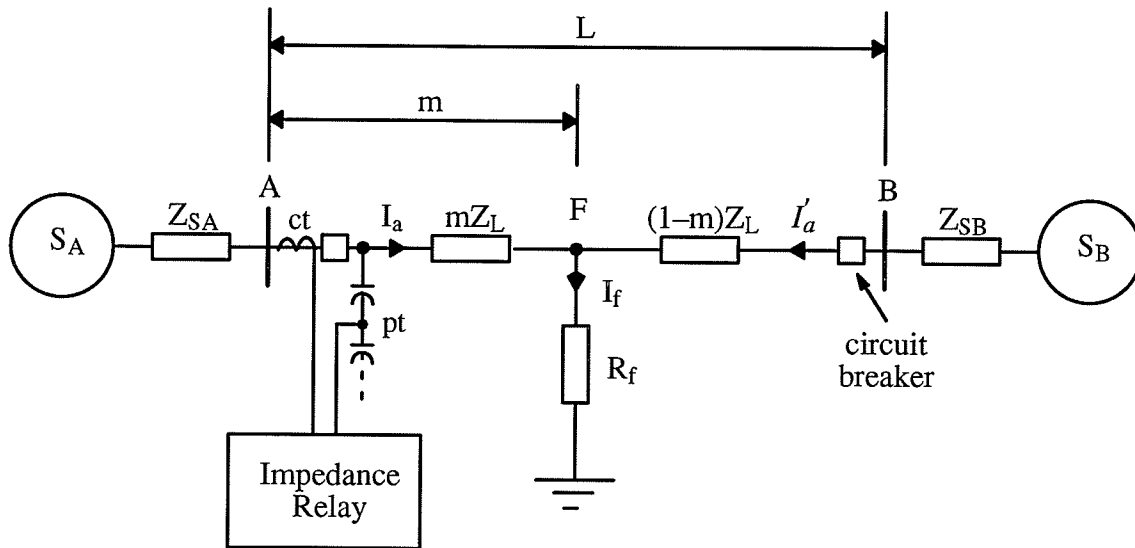 L
m
A
B
F
S_A
Z_SA
ct
I_a
mZ_L
(1–m)Z_L
I'_a
Z_SB
S_B
pt
I_f
R_f
circuit
breaker
Impedance
Relay